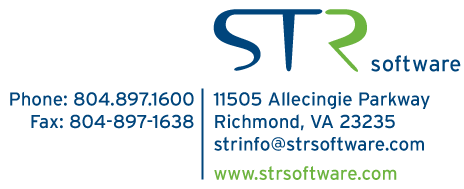 STR software
Phone: 804.897.1600
Fax: 804-897-1638
11505 Allecingie Parkway
Richmond, VA 23235
strinfo@strsoftware.com
www.strsoftware.com